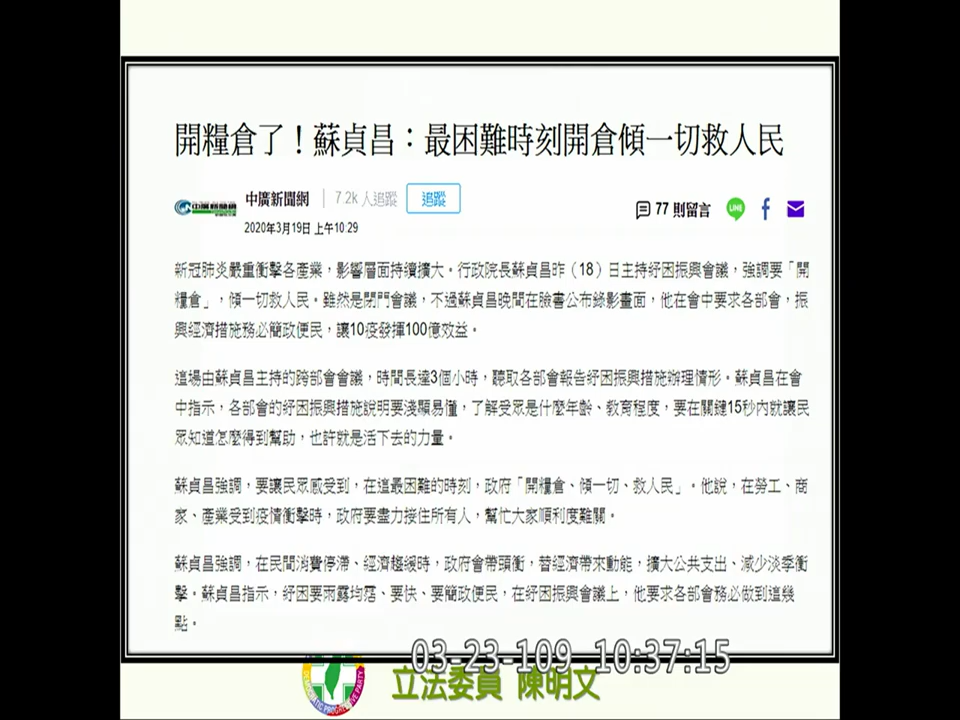 開糧倉了！蘇貞昌：最困難時刻開倉傾一切救人民
中廣新聞網 7.2k 人追蹤 追蹤
77 則留言
LINE
2020年3月19日 上午10:29
新冠肺炎嚴重衝擊各產業，影響層面持續擴大。行政院長蘇貞昌昨（18）日主持紓困振興會議，強調要「開
糧倉」，傾一切救人民。雖然是閉門會議，不過蘇貞昌晚間在臉書公布錄影畫面，他在會中要求各部會，振
興經濟措施務必簡政便民，讓10疫發揮100億效益。
這場由蘇貞昌主持的跨部會會議，時間長達3個小時，聽取各部會報告紓困振興措施辦理情形。蘇貞昌在會
中指示，各部會的紓困振興措施說明要淺顯易懂，了解受眾是什麼年齡、教育程度，要在關鍵15秒內就讓民
眾知道怎麼得到幫助，也許就是活下去的力量。
蘇貞昌強調，要讓民眾感受到，在這最困難的時刻，政府「開糧倉、傾一切、救人民」。他說，在勞工、商
家、產業受到疫情衝擊時，政府要盡力接住所有人，幫忙大家順利度難關。
蘇貞昌強調，在民間消費停滯、經濟趨緩時，政府會帶頭衝，替經濟帶來動能，擴大公共支出、減少淡季衝
擊。蘇貞昌指示，紓困要雨露均霑、要快、要簡政便民，在紓困振興會議上，他要求各部會務必做到這幾
點。
03-23-109 10:37:15
DEMOCRATIC PROGRESSIVE PARTY
立法委員 陳明文